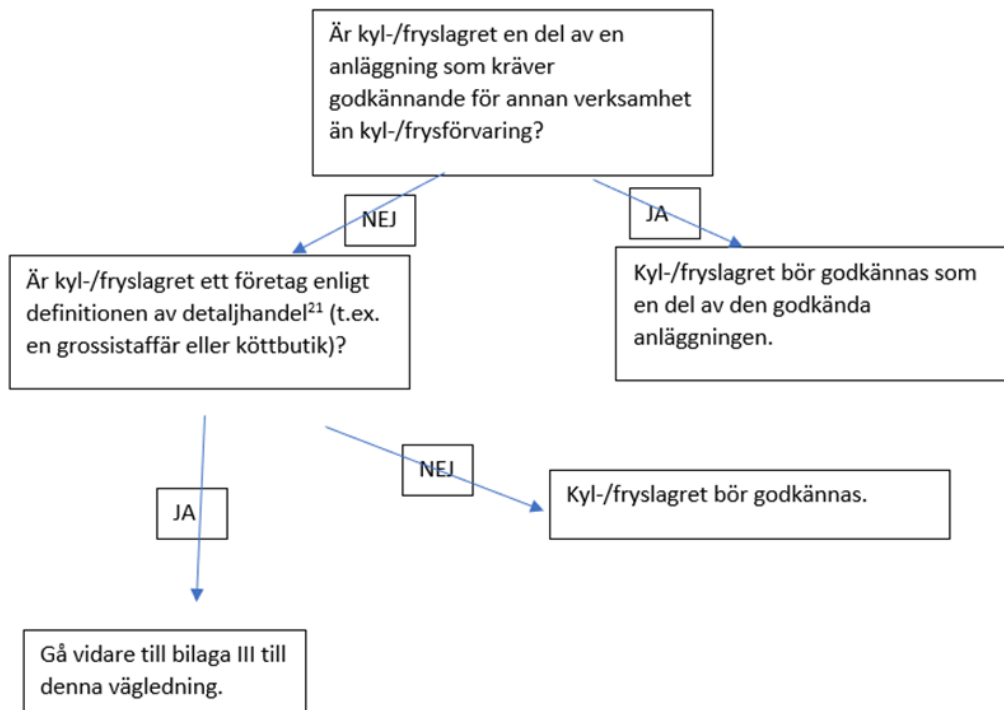 Är kyl-/fryslagret en del av en
anläggning som kräver
godkännande för annan verksamhet
än kyl-/frysförvaring?
NEJ
JA
Är kyl-/fryslagret ett företag enligt
definitionen av detaljhandel²¹ (t.ex.
en grossistaffär eller köttbutik)?
Kyl-/fryslagret bör godkännas som
en del av den godkända
anläggningen.
NEJ
Kyl-/fryslagret bör godkännas.
JA
Gå vidare till bilaga III till
denna vägledning.